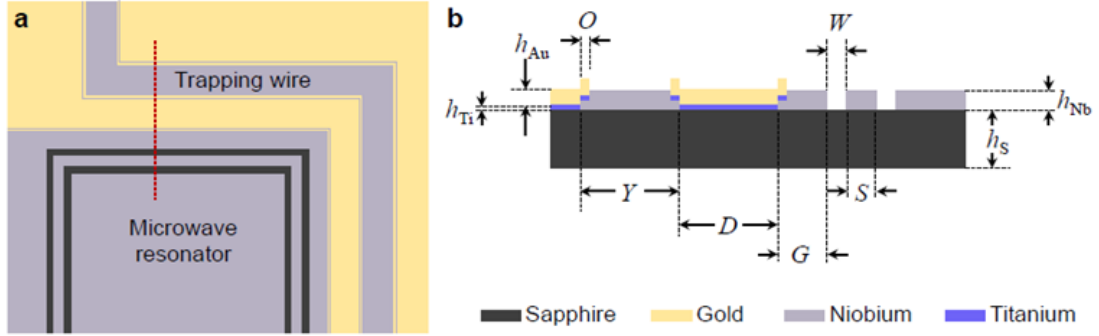 a
Trapping wire
Microwave
resonator
b
O
W
hAu
hTi
hNb
hS
Y
S
D
G
Sapphire
Gold
Niobium
Titanium